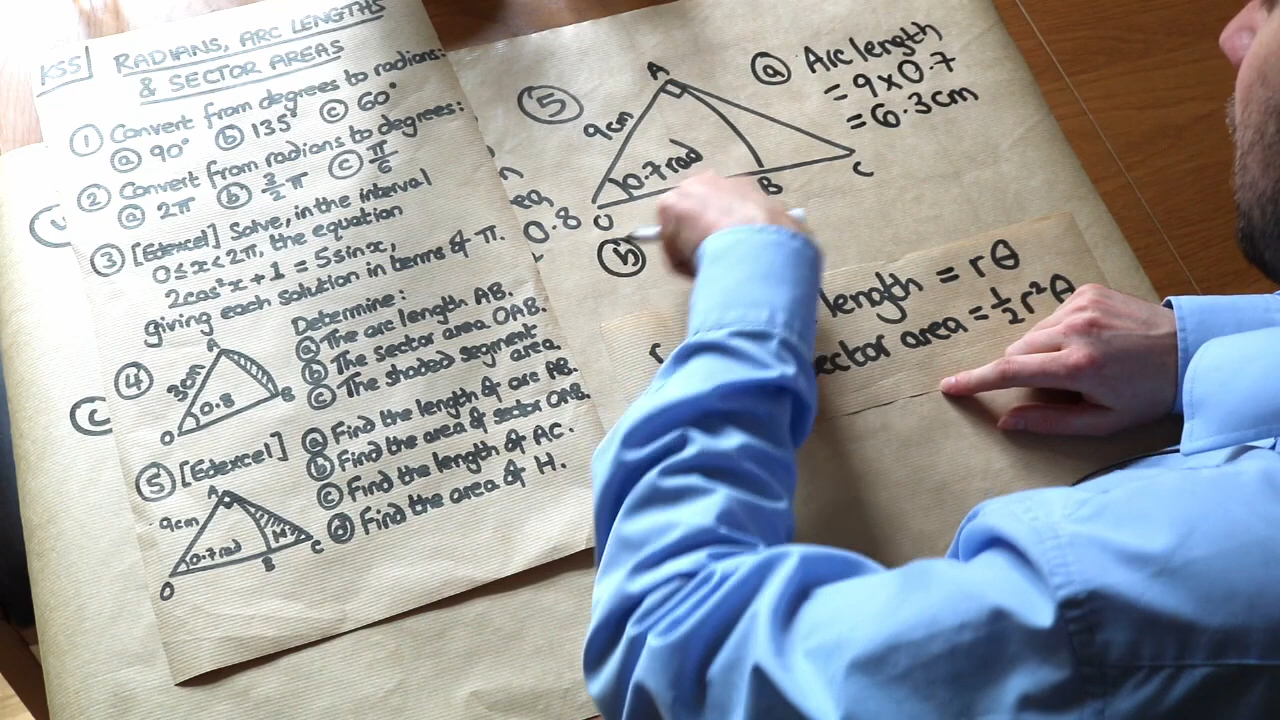 KS5
RADIANS, ARC LENGTHS
& SECTOR AREAS
① Convert from degrees to radians:
ⓐ 90° ⓑ 135° ⓒ 60°
② Convert from radians to degrees:
ⓐ 2π ⓑ 3/2 π ⓒ π/6
③ [Edexcel] Solve, in the interval
0≤x<2π, the equation
2cos²x + 1 = 5sinx,
giving each solution in terms of π.
④ A
3cm
0.8
O
B
Determine:
ⓐ The arc length AB.
ⓑ The sector area OAB.
ⓒ The shaded segment
area
⑤ [Edexcel]
A
9cm
0.7rad
H
O
B
C
ⓐ Find the length of arc AB.
ⓑ Find the area of sector OAB.
ⓒ Find the length of AC.
ⓓ Find the area of H.
0.8
⑤
A
9cm
0.7rad
O
B
C
ⓐ Arc length
= 9×0.7
= 6.3cm
ⓑ
length = rθ
ector area = 1/2 r²θ